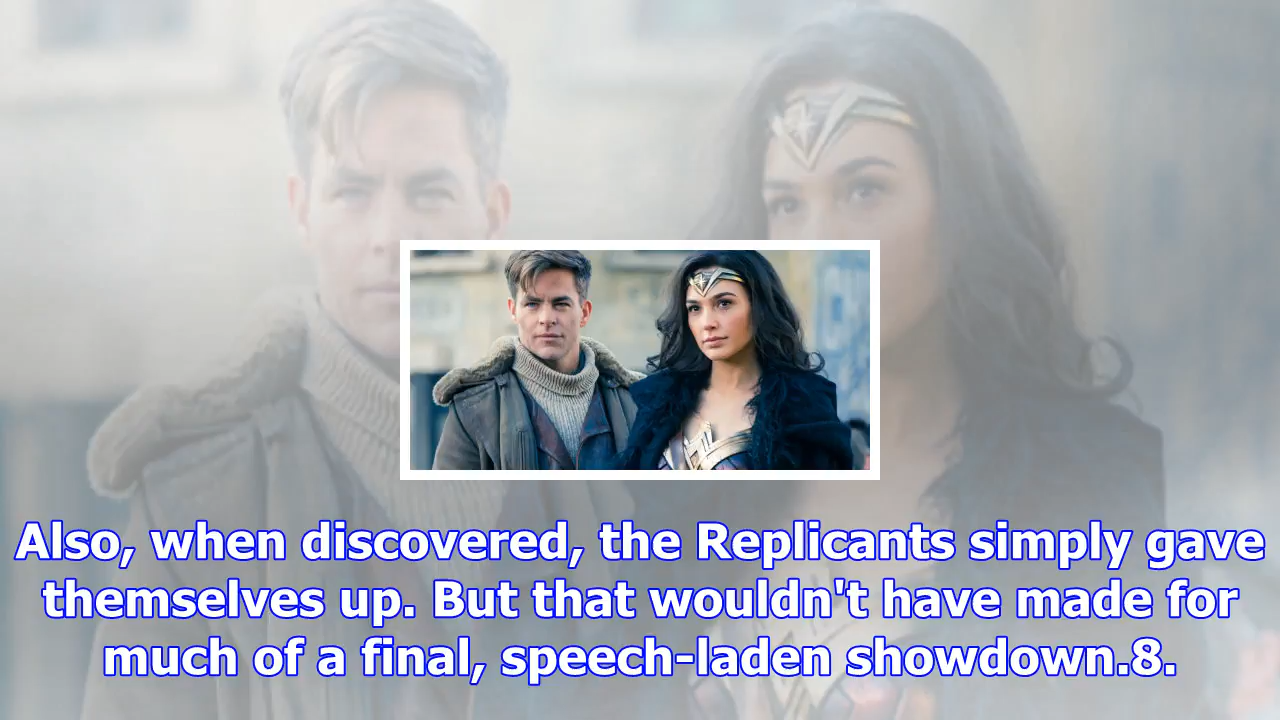 Also, when discovered, the Replicants simply gave
themselves up. But that wouldn't have made for
much of a final, speech-laden showdown.8.